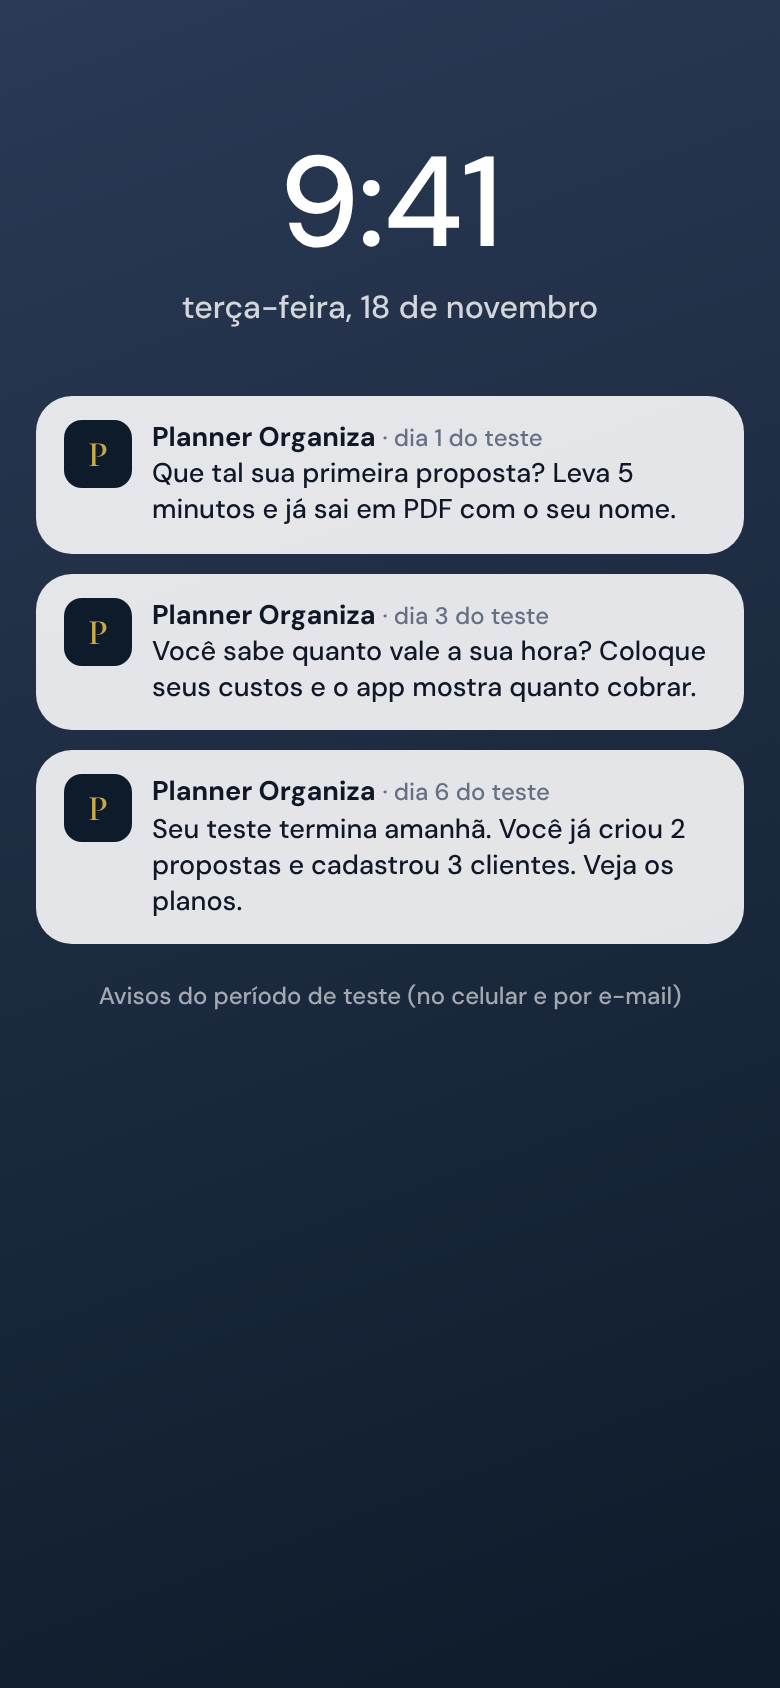 9:41
terça-feira, 18 de novembro
P
Planner Organiza · dia 1 do teste
Que tal sua primeira proposta? Leva 5
minutos e já sai em PDF com o seu nome.
P
Planner Organiza · dia 3 do teste
Você sabe quanto vale a sua hora? Coloque
seus custos e o app mostra quanto cobrar.
P
Planner Organiza · dia 6 do teste
Seu teste termina amanhã. Você já criou 2
propostas e cadastrou 3 clientes. Veja os
planos.
Avisos do período de teste (no celular e por e-mail)